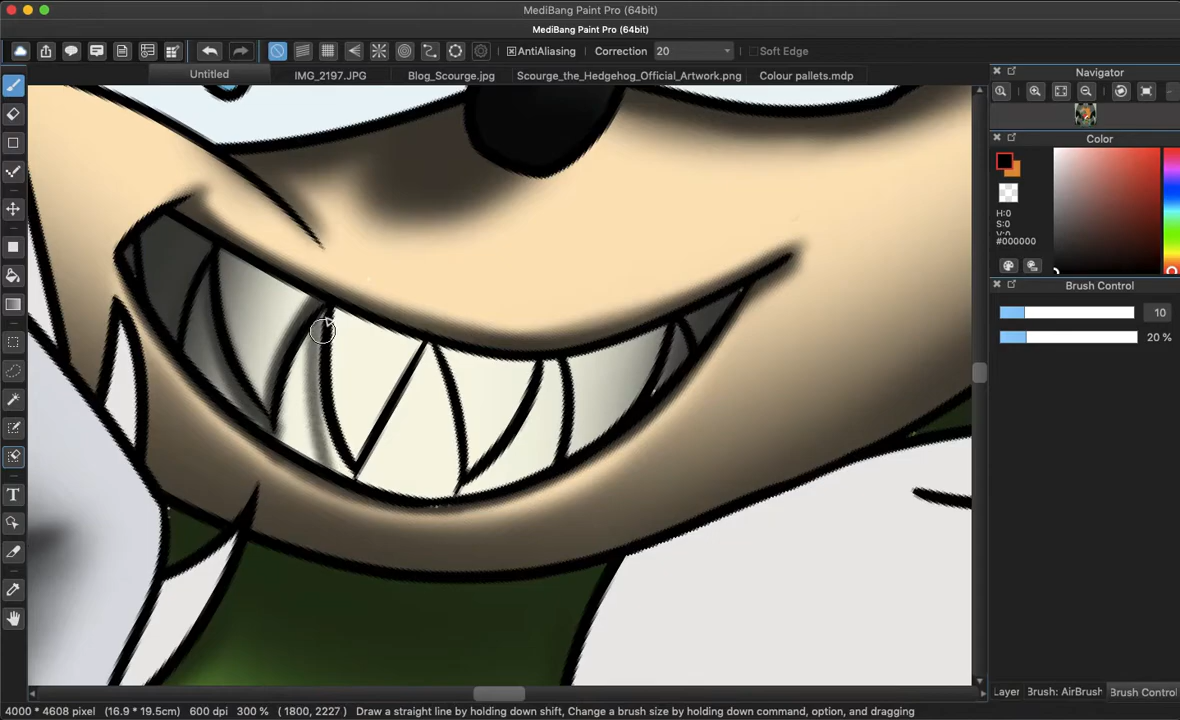 MediBang Paint Pro (64bit)
MediBang Paint Pro (64bit)
AntiAliasing Correction 20 Soft Edge
Untitled IMG_2197.JPG Blog_Scourge.jpg Scourge_the_Hedgehog_Official_Artwork.png Colour pallets.mdp
Navigator
Color
H:0
S:0
V:0
#000000
Brush Control
10
20 %
T
Layer Brush: AirBrush Brush Control
4000 * 4608 pixel (16.9 * 19.5cm) 600 dpi 300 % (1800, 2227) Draw a straight line by holding down shift, Change a brush size by holding down command, option, and dragging